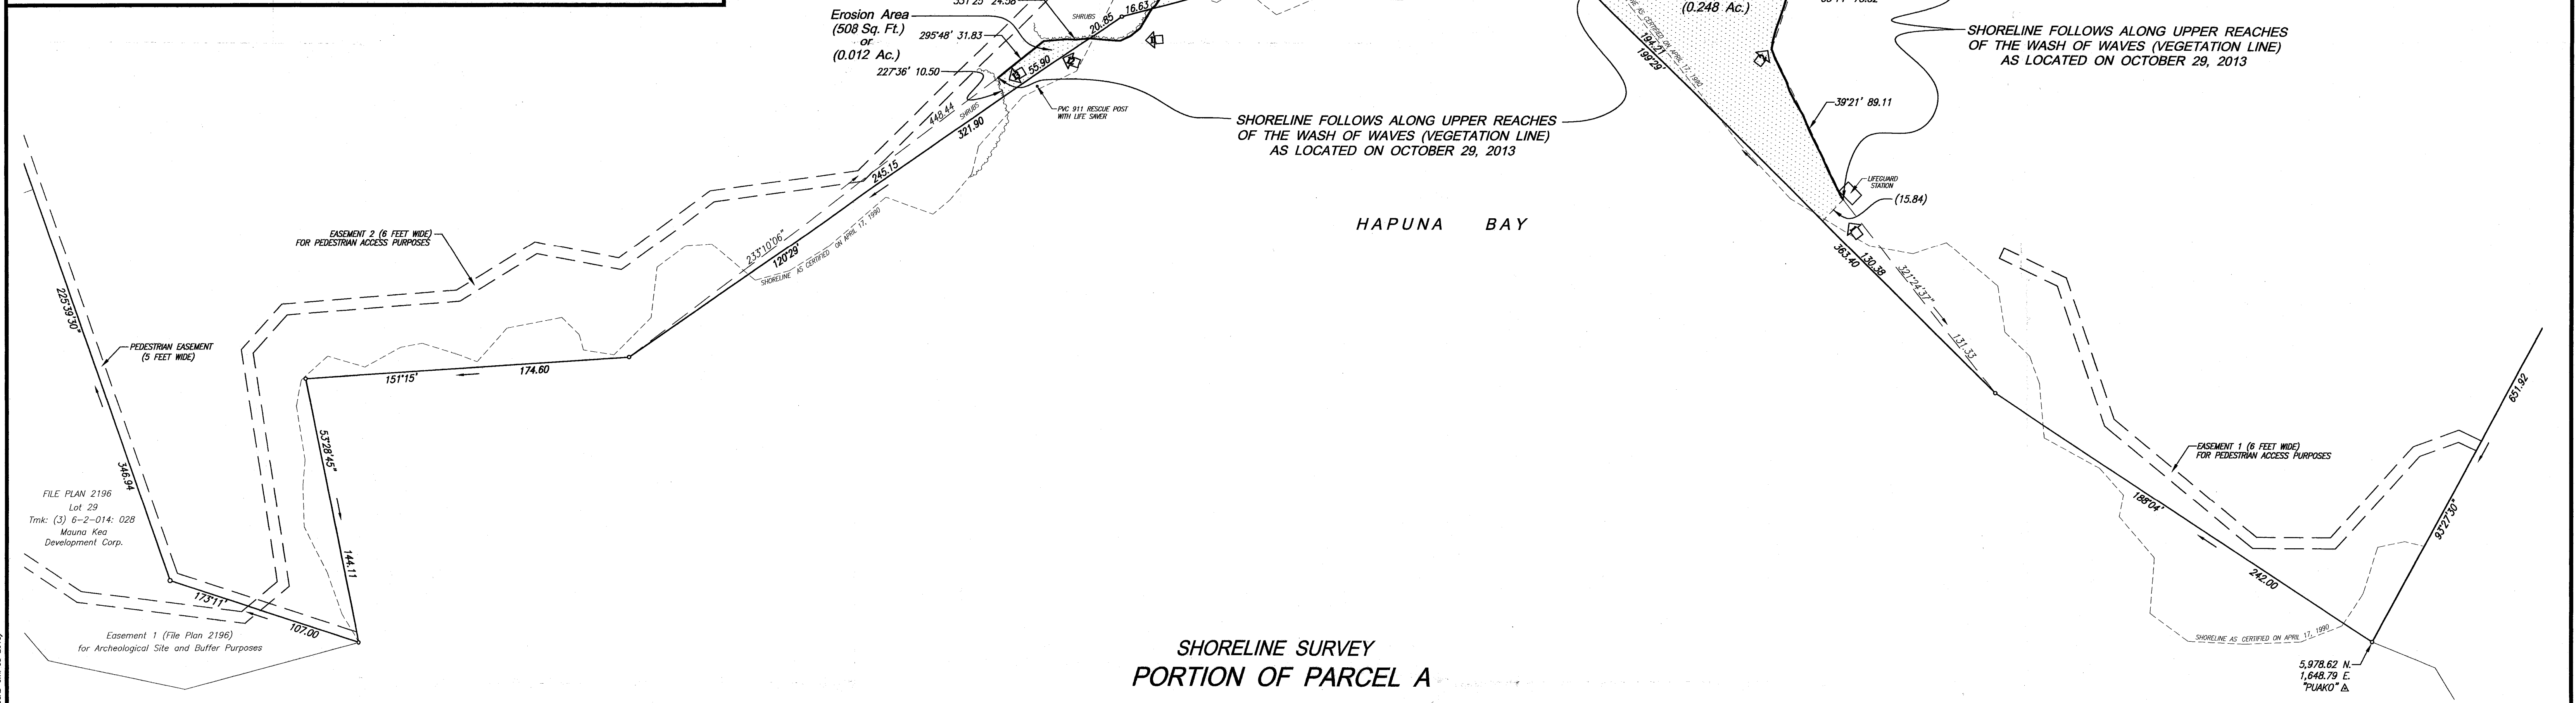 Erosion Area
(508 Sq. Ft.)
or
(0.012 Ac.)
295°48' 31.83
227°36' 10.50
SHRUBS
20.85
16.63
55.90
448.44
SHRUBS
321.90
245.15
PVC 911 RESCUE POST
WITH LIFE SAVER
SHORELINE FOLLOWS ALONG UPPER REACHES
OF THE WASH OF WAVES (VEGETATION LINE)
AS LOCATED ON OCTOBER 29, 2013
(0.248 Ac.)
194.21
199°29'
SHORELINE FOLLOWS ALONG UPPER REACHES
OF THE WASH OF WAVES (VEGETATION LINE)
AS LOCATED ON OCTOBER 29, 2013
39°21' 89.11
LIFEGUARD
STATION
(15.84)
HAPUNA BAY
363.40
130.38
321°24'37"
131.33
EASEMENT 2 (6 FEET WIDE)
FOR PEDESTRIAN ACCESS PURPOSES
233°10'06"
120°29'
SHORELINE AS CERTIFIED ON APRIL 17, 1990
225°39'30"
PEDESTRIAN EASEMENT
(5 FEET WIDE)
151°15'
174.60
53°28'45"
144.11
346.94
FILE PLAN 2196
Lot 29
Tmk: (3) 6-2-014: 028
Mauna Kea
Development Corp.
173°11'
107.00
Easement 1 (File Plan 2196)
for Archeological Site and Buffer Purposes
651.92
EASEMENT 1 (6 FEET WIDE)
FOR PEDESTRIAN ACCESS PURPOSES
188°04'
93°27'30"
242.00
SHORELINE AS CERTIFIED ON APRIL 17, 1990
5,978.62 N.
1,648.79 E.
"PUAKO"
SHORELINE SURVEY
PORTION OF PARCEL A